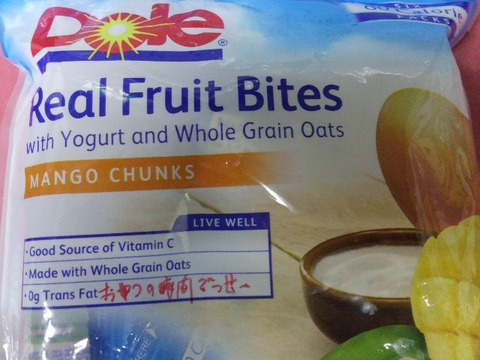 Dole®
Real Fruit Bites
with Yogurt and Whole Grain Oats
MANGO CHUNKS
LIVE WELL
·Good Source of Vitamin C
·Made with Whole Grain Oats
·0g Trans Fat おやつの時間でっせ〜